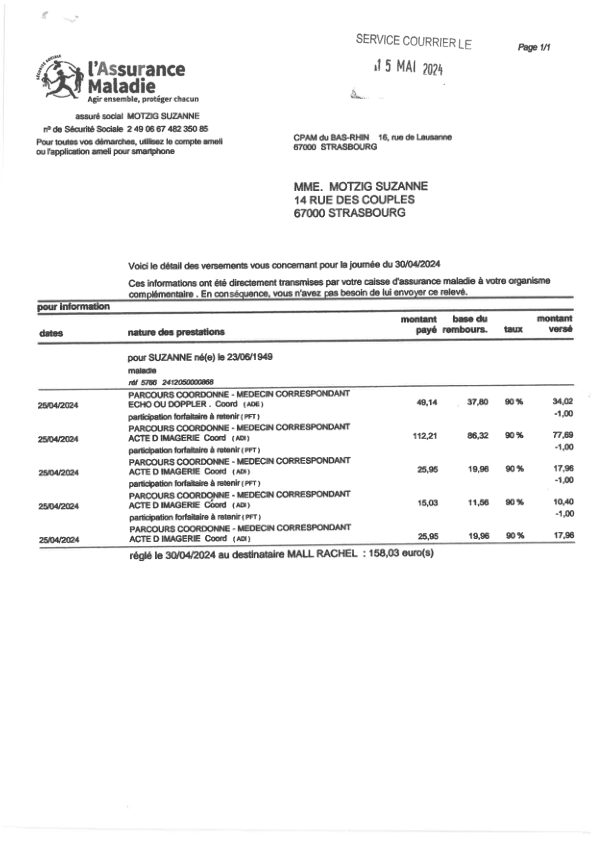 SERVICE COURRIER LE
15 MAI 2024
Page 1/1
SÉCURITÉ SOCIALE
l'Assurance
Maladie
Agir ensemble, protéger chacun
assuré social MOTZIG SUZANNE
n° de Sécurité Sociale 2 49 06 67 482 350 85
Pour toutes vos démarches, utilisez le compte ameli
ou l'application ameli pour smartphone
CPAM du BAS-RHIN 16, rue de Lausanne
67000 STRASBOURG
MME. MOTZIG SUZANNE
14 RUE DES COUPLES
67000 STRASBOURG
Voici le détail des versements vous concernant pour la journée du 30/04/2024
Ces informations ont été directement transmises par votre caisse d'assurance maladie à votre organisme
complémentaire . En conséquence, vous n'avez pas besoin de lui envoyer ce relevé.
pour information
dates nature des prestations montant payé base du rembours. taux montant versé
pour SUZANNE né(e) le 23/06/1949
maladie
réf 5766 2412050000868
PARCOURS COORDONNE - MEDECIN CORRESPONDANT
25/04/2024 ECHO OU DOPPLER . Coord (ADE) 49,14 37,80 90 % 34,02
participation forfaitaire à retenir (PFT) -1,00
PARCOURS COORDONNE - MEDECIN CORRESPONDANT
25/04/2024 ACTE D IMAGERIE Coord (ADI) 112,21 86,32 90 % 77,69
participation forfaitaire à retenir (PFT) -1,00
PARCOURS COORDONNE - MEDECIN CORRESPONDANT
25/04/2024 ACTE D IMAGERIE Coord (ADI) 25,95 19,96 90 % 17,96
participation forfaitaire à retenir (PFT) -1,00
PARCOURS COORDONNE - MEDECIN CORRESPONDANT
25/04/2024 ACTE D IMAGERIE Coord (ADI) 15,03 11,56 90 % 10,40
participation forfaitaire à retenir (PFT) -1,00
PARCOURS COORDONNE - MEDECIN CORRESPONDANT
25/04/2024 ACTE D IMAGERIE Coord (ADI) 25,95 19,96 90 % 17,96
réglé le 30/04/2024 au destinataire MALL RACHEL : 158,03 euro(s)